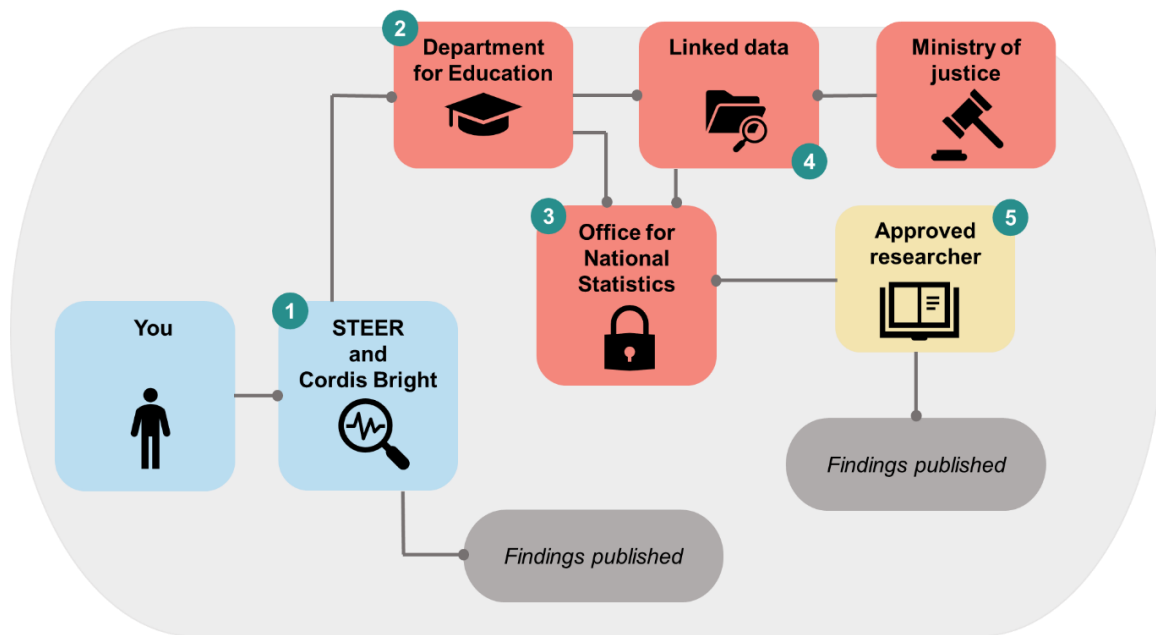 2
Department
for Education
Linked data
4
Ministry of
justice
3
Office for
National
Statistics
5
Approved
researcher
You
1
STEER
and
Cordis Bright
Findings published
Findings published